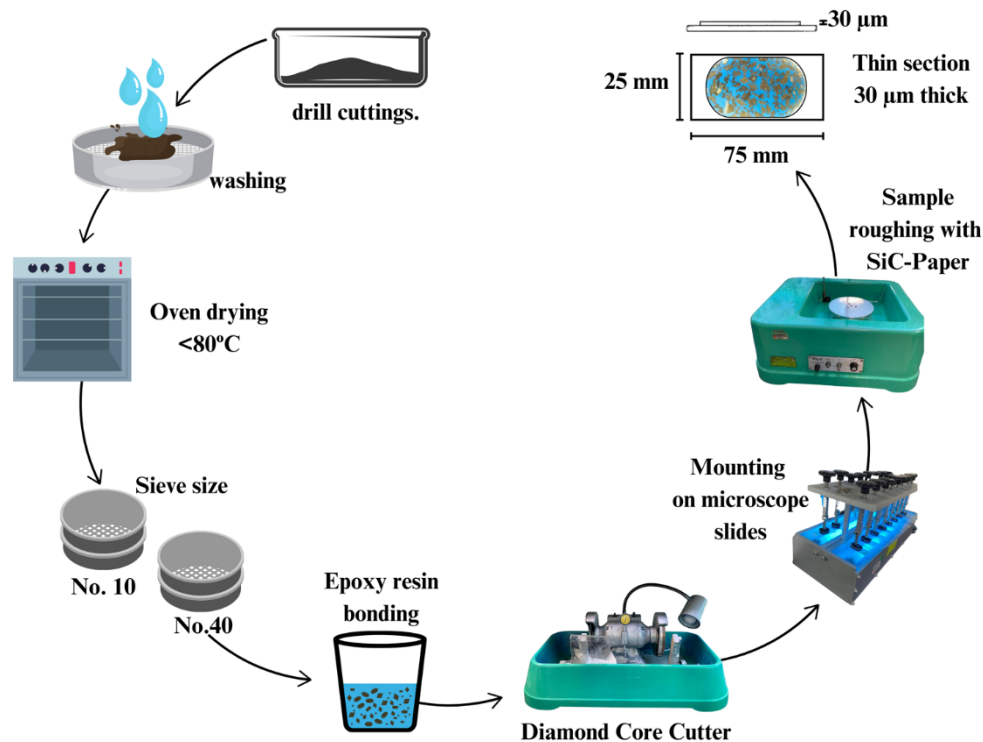 drill cuttings.
washing
Oven drying
<80ºC
Sieve size
No. 10
No.40
Epoxy resin
bonding
Diamond Core Cutter
Mounting
on microscope
slides
Sample
roughing with
SiC-Paper
30 µm
25 mm
Thin section
30 µm thick
75 mm